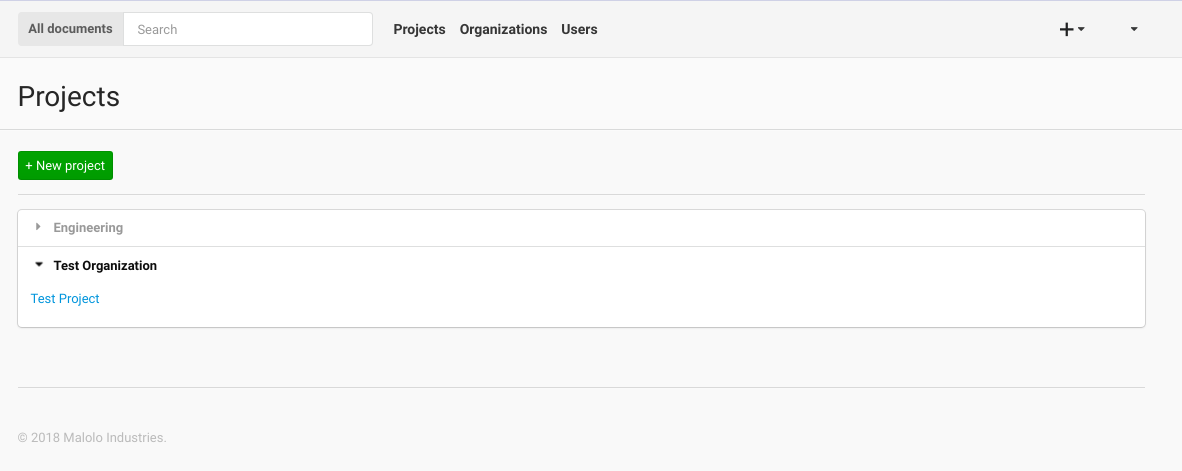 All documents Search Projects Organizations Users
Projects
+ New project
Engineering
Test Organization
Test Project
© 2018 Malolo Industries.